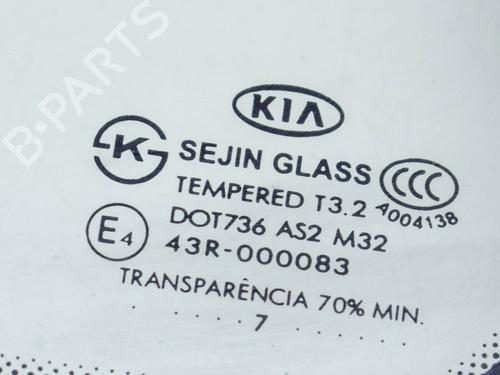 B-PARTS
KIA
KS SEJIN GLASS CCC
TEMPERED T3.2 A004138
DOT736 AS2 M32
E4 43R-000083
TRANSPARÊNCIA 70% MIN.
. . . . . 7 . . . . . .